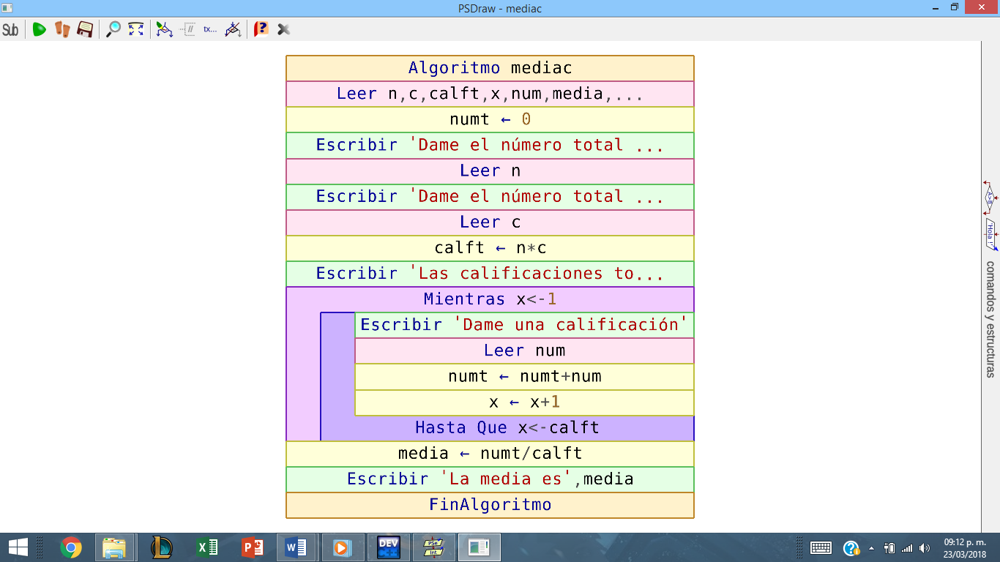 PSDraw - mediac
Sub
tx...
Algoritmo mediac
Leer n,c,calft,x,num,media,...
numt ← 0
Escribir 'Dame el número total ...
Leer n
Escribir 'Dame el número total ...
Leer c
calft ← n*c
Escribir 'Las calificaciones to...
Mientras x<-1
Escribir 'Dame una calificación'
Leer num
numt ← numt+num
x ← x+1
Hasta Que x<-calft
media ← numt/calft
Escribir 'La media es',media
FinAlgoritmo
A>B
'Hola !'
comandos y estructuras
DEV
PSe
Int
09:12 p. m.
23/03/2018